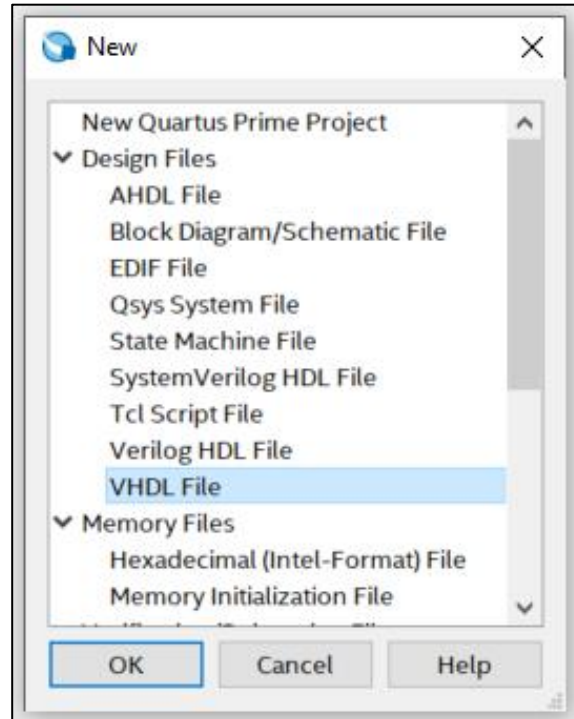 New
New Quartus Prime Project
Design Files
AHDL File
Block Diagram/Schematic File
EDIF File
Qsys System File
State Machine File
SystemVerilog HDL File
Tcl Script File
Verilog HDL File
VHDL File
Memory Files
Hexadecimal (Intel-Format) File
Memory Initialization File
OK Cancel Help